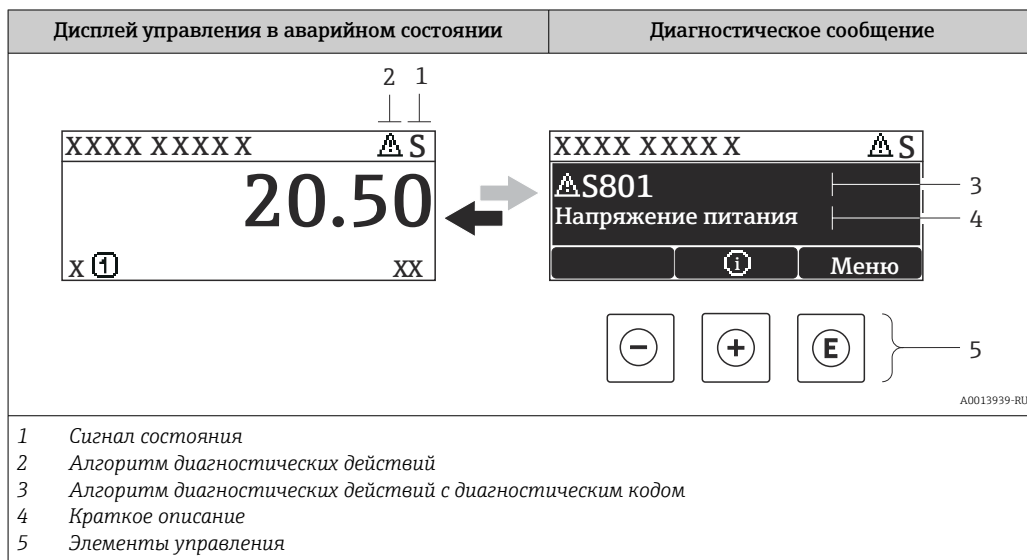 Дисплей управления в аварийном состоянии
Диагностическое сообщение
2 1
XXXX XXXXX ⚠ S
20.50
X 1 XX
XXXX XXXXX ⚠ S
⚠S801
Напряжение питания
i Меню
3
4
− + E
5
A0013939-RU
1 Сигнал состояния
2 Алгоритм диагностических действий
3 Алгоритм диагностических действий с диагностическим кодом
4 Краткое описание
5 Элементы управления